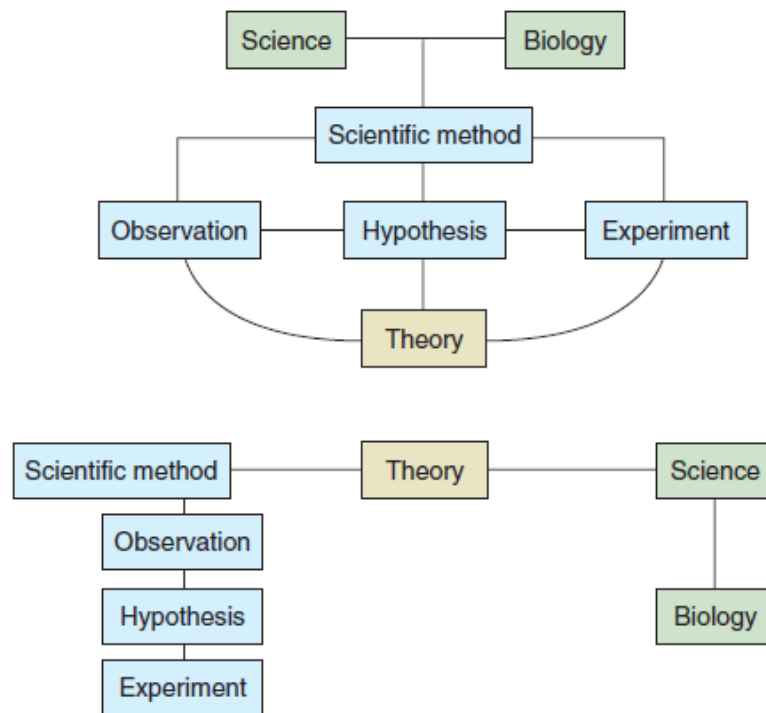 Science
Biology
Scientific method
Observation
Hypothesis
Experiment
Theory
Scientific method
Theory
Science
Observation
Hypothesis
Biology
Experiment